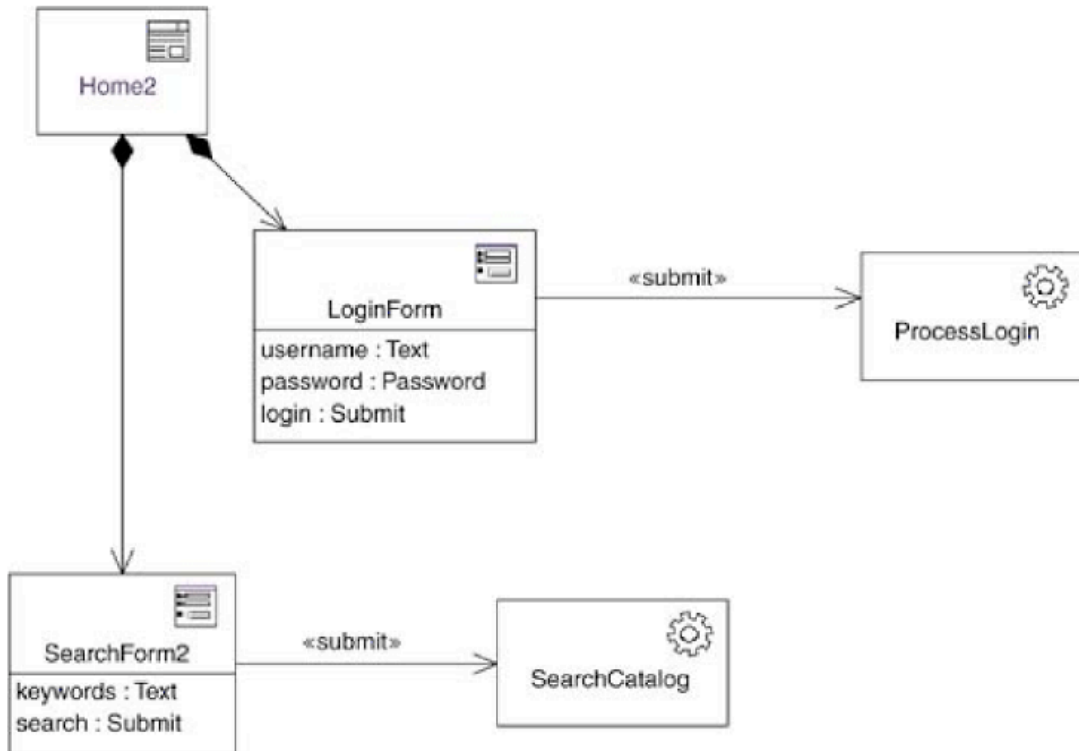 Home2
LoginForm
username : Text
password : Password
login : Submit
«submit»
ProcessLogin
SearchForm2
keywords : Text
search : Submit
«submit»
SearchCatalog